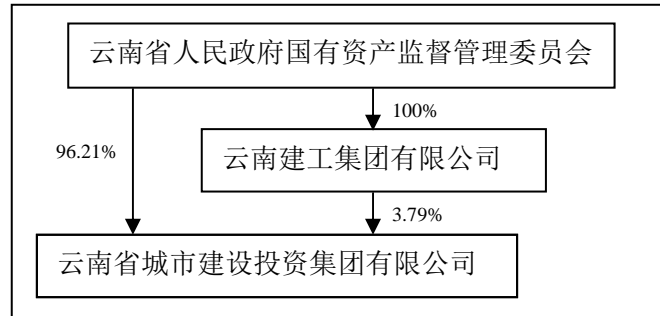 云南省人民政府国有资产监督管理委员会
100%
96.21%
云南建工集团有限公司
3.79%
云南省城市建设投资集团有限公司